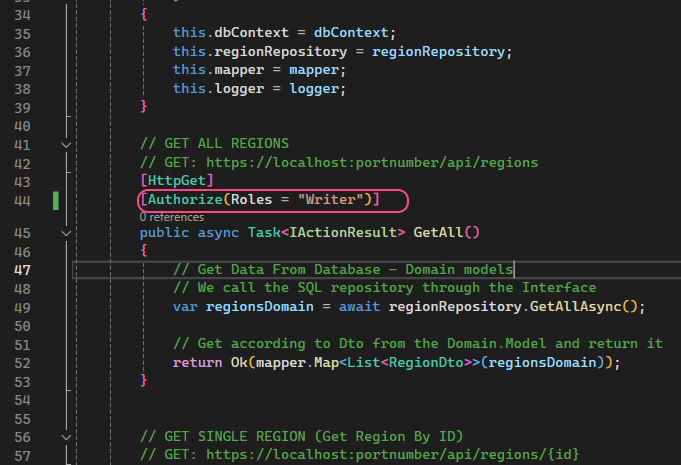 34 {
35 this.dbContext = dbContext;
36 this.regionRepository = regionRepository;
37 this.mapper = mapper;
38 this.logger = logger;
39 }
40
41 // GET ALL REGIONS
42 // GET: https://localhost:portnumber/api/regions
43 [HttpGet]
44 [Authorize(Roles = "Writer")]
0 references
45 public async Task<IActionResult> GetAll()
46 {
47 // Get Data From Database - Domain models
48 // We call the SQL repository through the Interface
49 var regionsDomain = await regionRepository.GetAllAsync();
50
51 // Get according to Dto from the Domain.Model and return it
52 return Ok(mapper.Map<List<RegionDto>>(regionsDomain));
53 }
54
55
56 // GET SINGLE REGION (Get Region By ID)
57 // GET: https://localhost:portnumber/api/regions/{id}